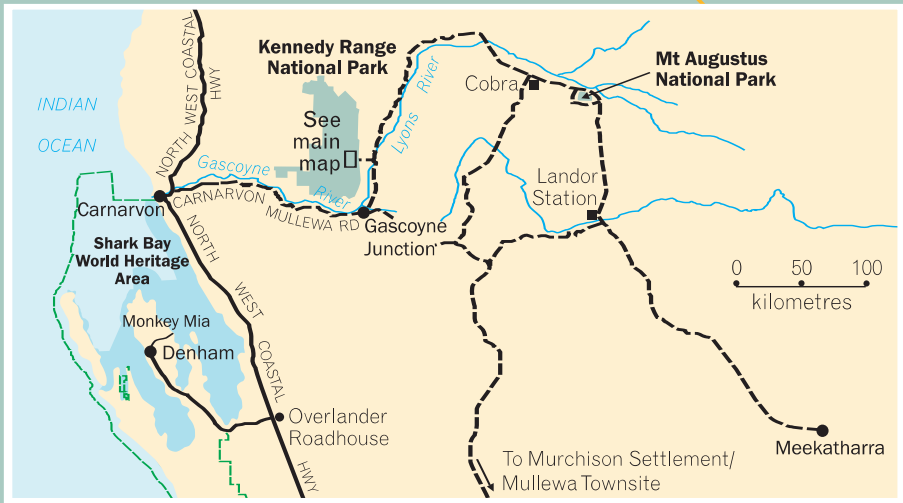 INDIAN
OCEAN
NORTH WEST COASTAL
HWY
Kennedy Range
National Park
See
main
map
Lyons River
Cobra
Mt Augustus
National Park
Gascoyne
River
Landor
Station
Carnarvon
CARNARVON
MULLEWA RD
Gascoyne
Junction
Shark Bay
World Heritage
Area
NORTH WEST COASTAL HWY
0 50 100
kilometres
Monkey Mia
Denham
Overlander
Roadhouse
Meekatharra
To Murchison Settlement/
Mullewa Townsite